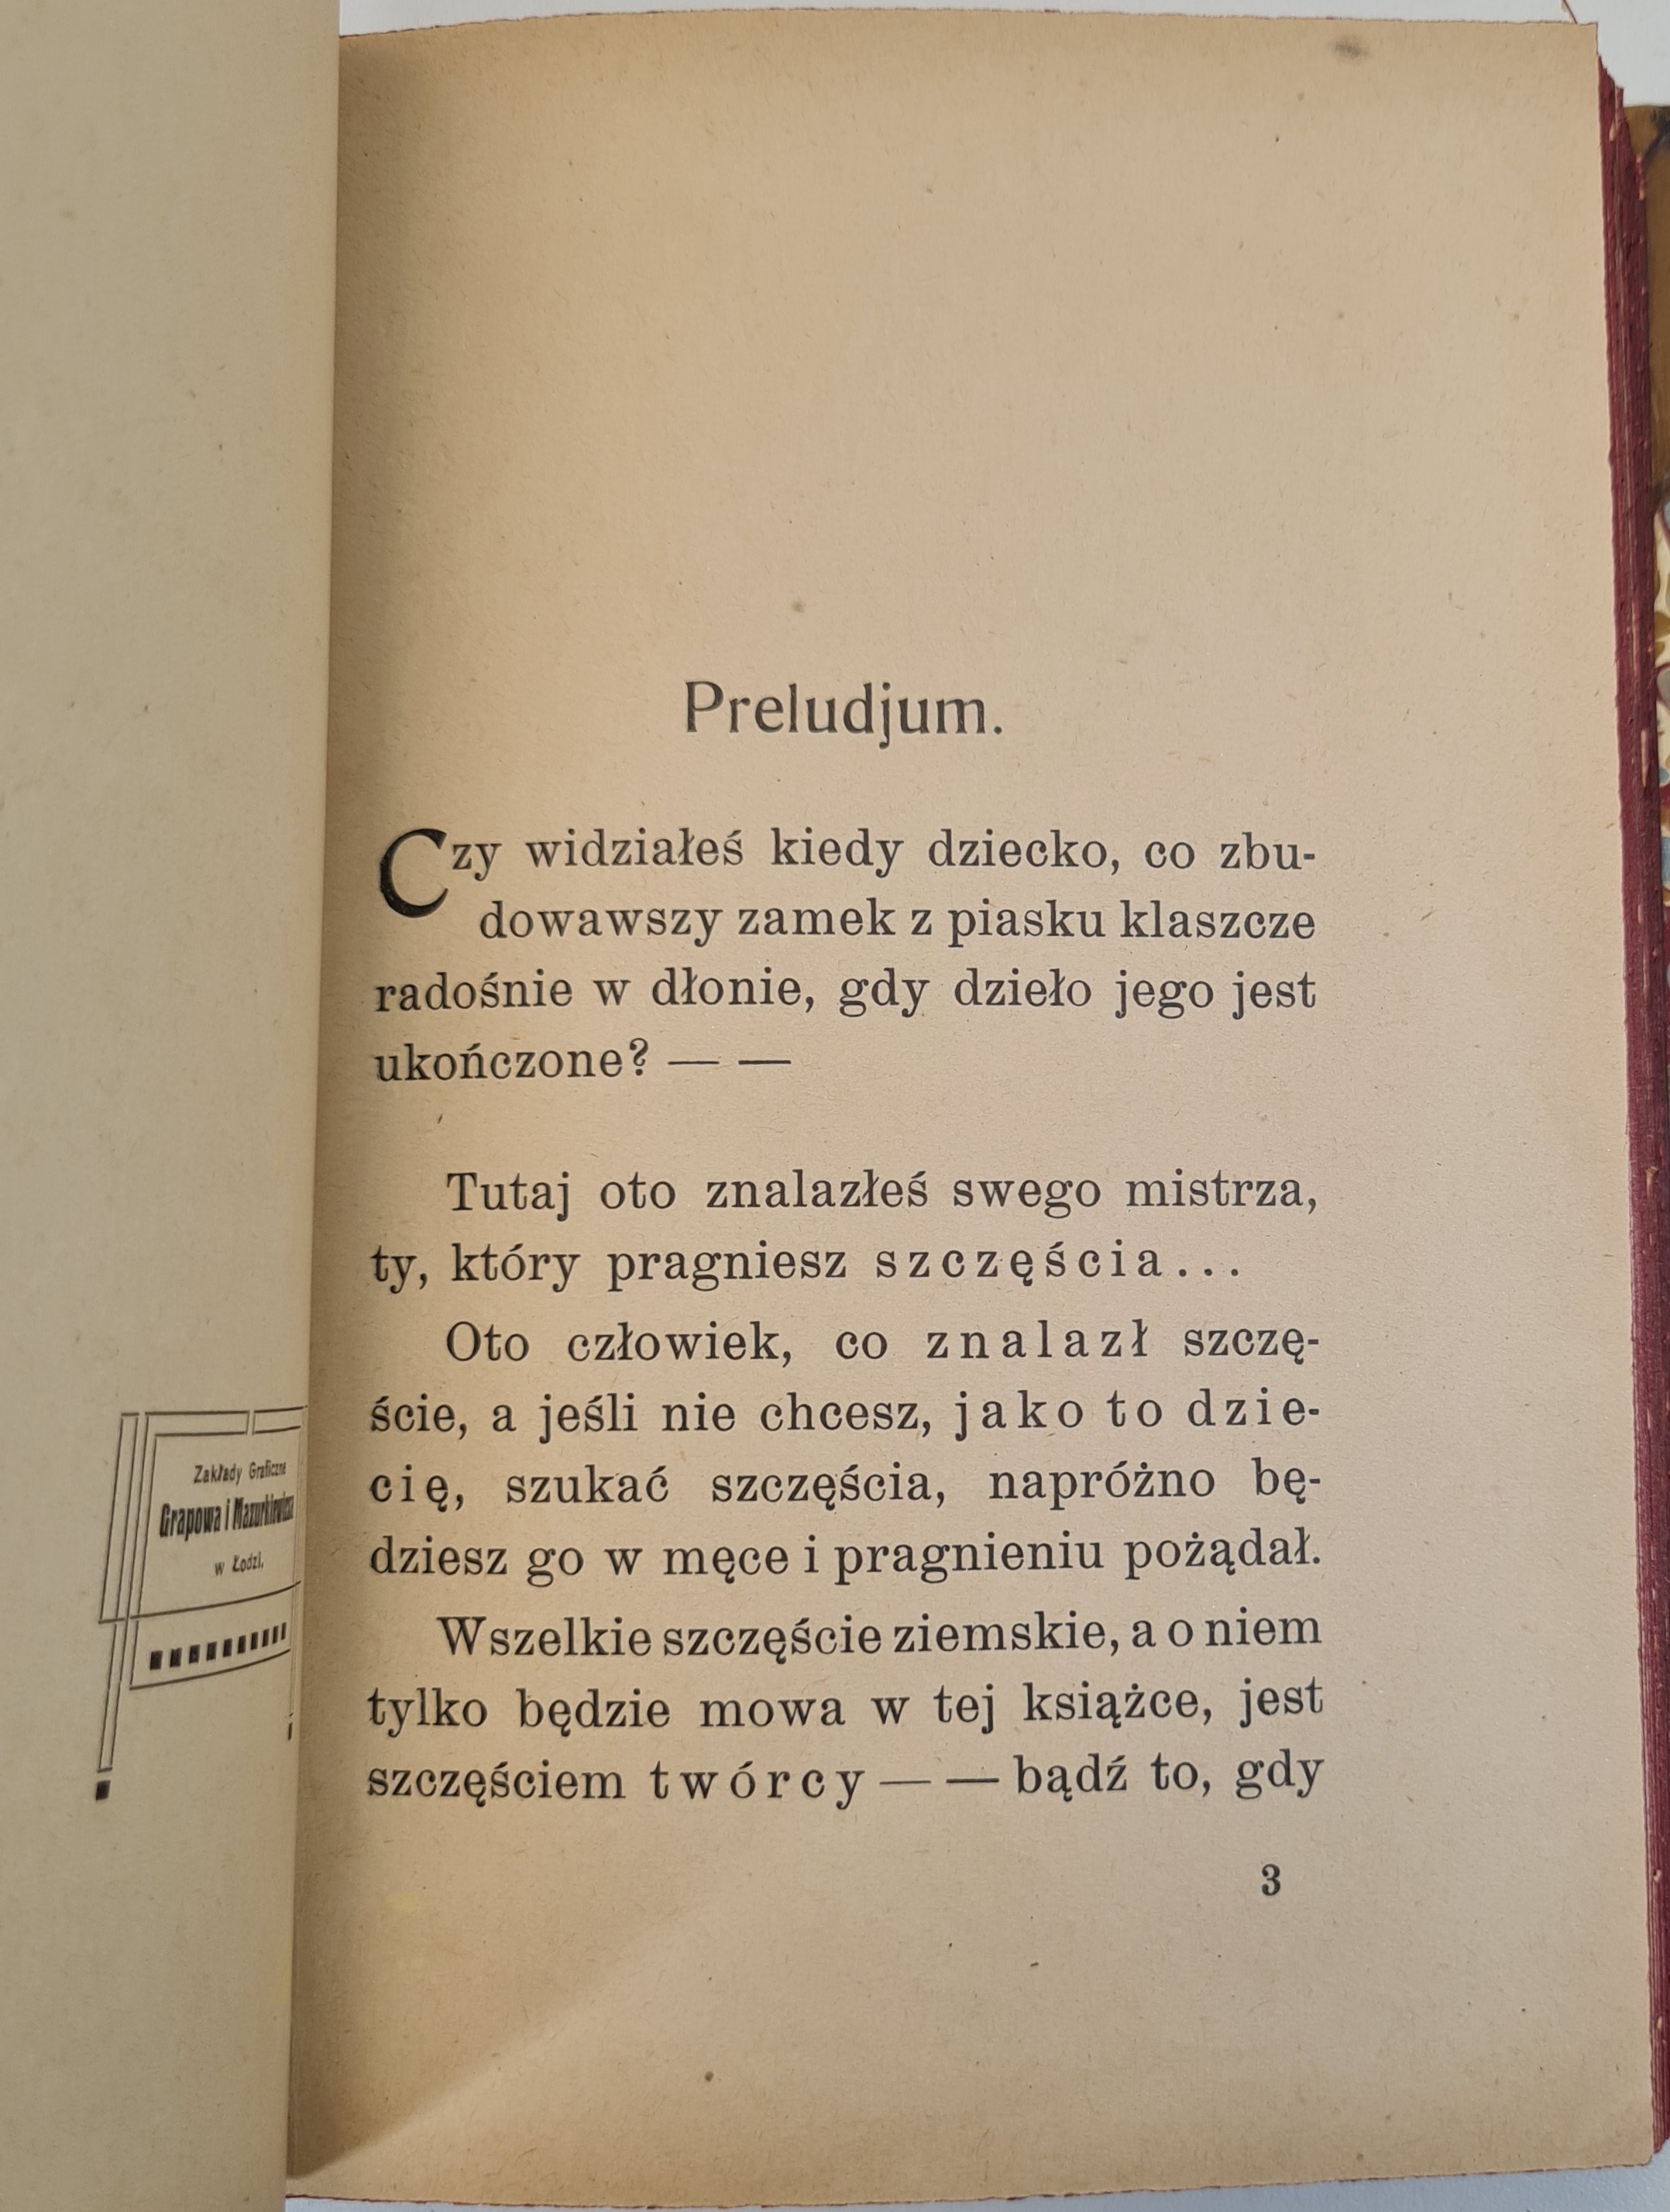 Zakłady Graficzne
Grapowa i Mazurkiewicza
w Łodzi.
Preludjum.
Czy widziałeś kiedy dziecko, co zbu-
dowawszy zamek z piasku klaszcze
radośnie w dłonie, gdy dzieło jego jest
ukończone? — —
Tutaj oto znalazłeś swego mistrza,
ty, który pragniesz szczęścia...
Oto człowiek, co znalazł szczę-
ście, a jeśli nie chcesz, jako to dzie-
cię, szukać szczęścia, napróżno bę-
dziesz go w męce i pragnieniu pożądał.
Wszelkie szczęście ziemskie, a o niem
tylko będzie mowa w tej książce, jest
szczęściem twórcy — — bądź to, gdy
3